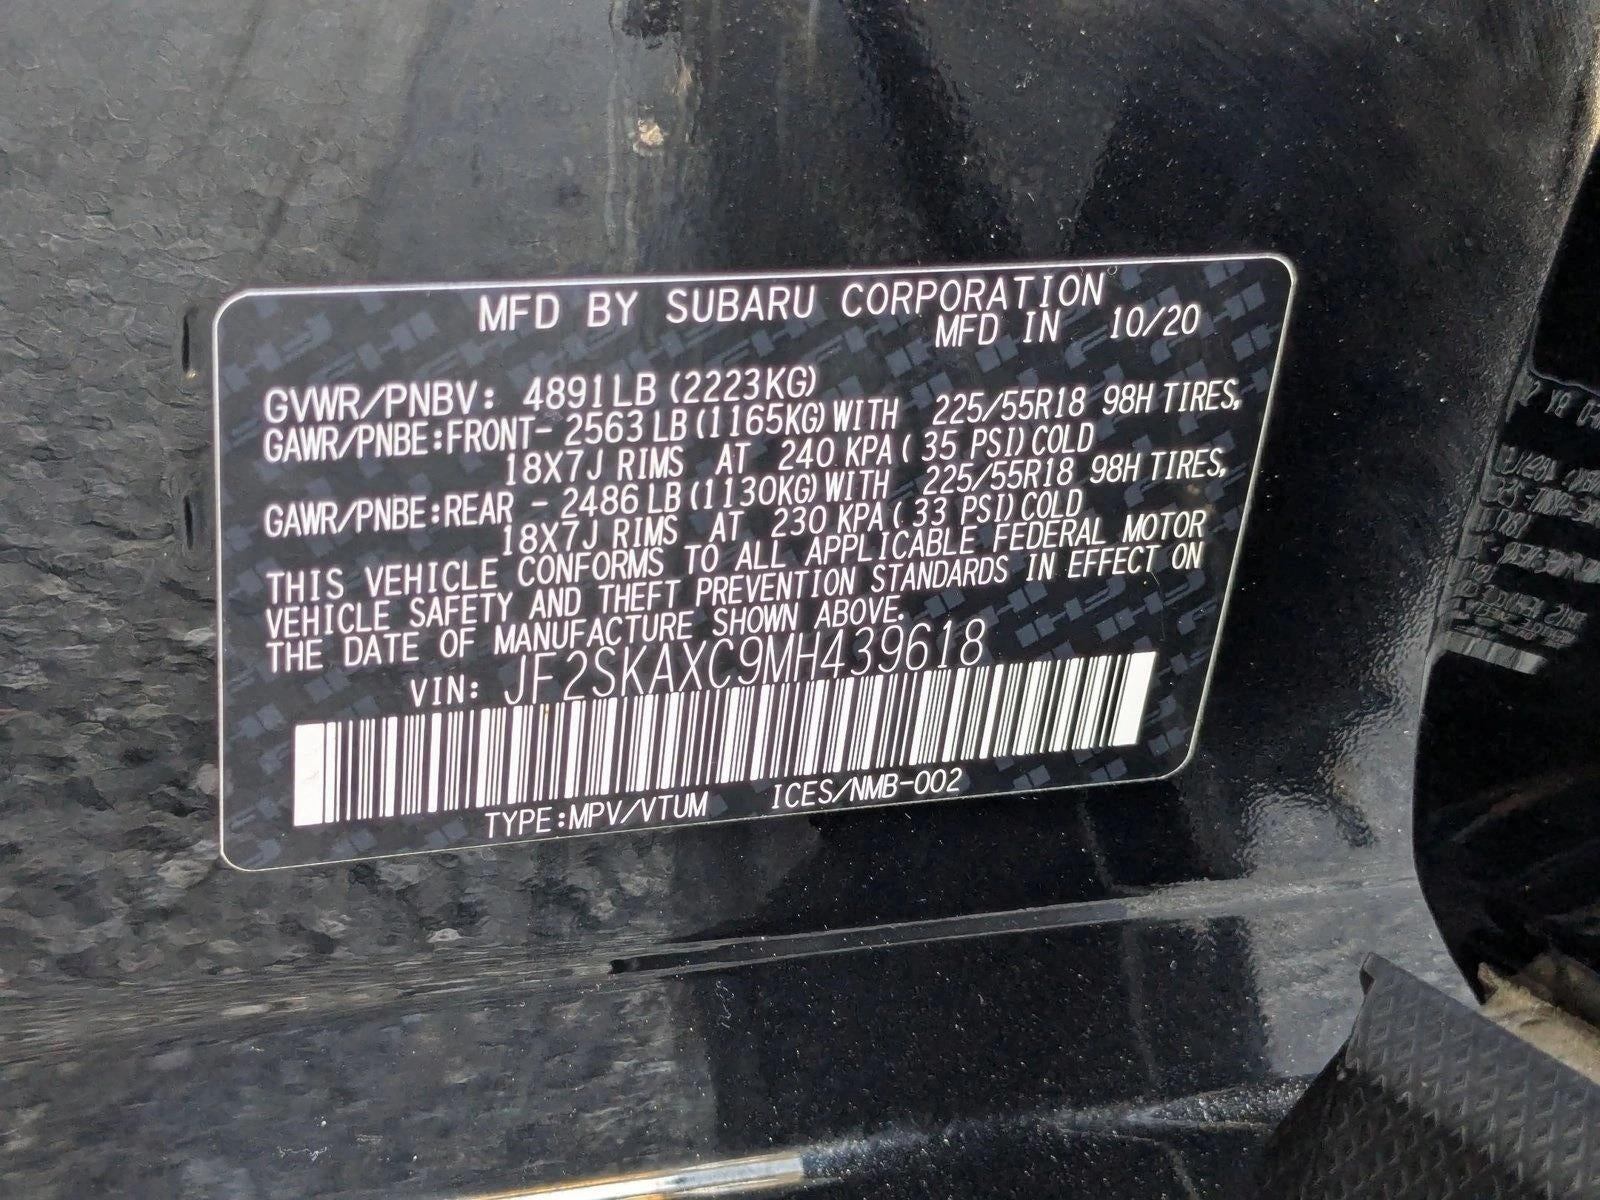 MFD BY SUBARU CORPORATION
MFD IN 10/20
GVWR/PNBV: 4891LB (2223KG)
GAWR/PNBE:FRONT- 2563 LB (1165KG) WITH 225/55R18 98H TIRES,
18X7J RIMS AT 240 KPA ( 35 PSI) COLD
GAWR/PNBE:REAR - 2486 LB (1130KG) WITH 225/55R18 98H TIRES,
18X7J RIMS AT 230 KPA ( 33 PSI) COLD
THIS VEHICLE CONFORMS TO ALL APPLICABLE FEDERAL MOTOR
VEHICLE SAFETY AND THEFT PREVENTION STANDARDS IN EFFECT ON
THE DATE OF MANUFACTURE SHOWN ABOVE.
VIN: JF2SKAXC9MH439618
TYPE:MPV/VTUM ICES/NMB-002